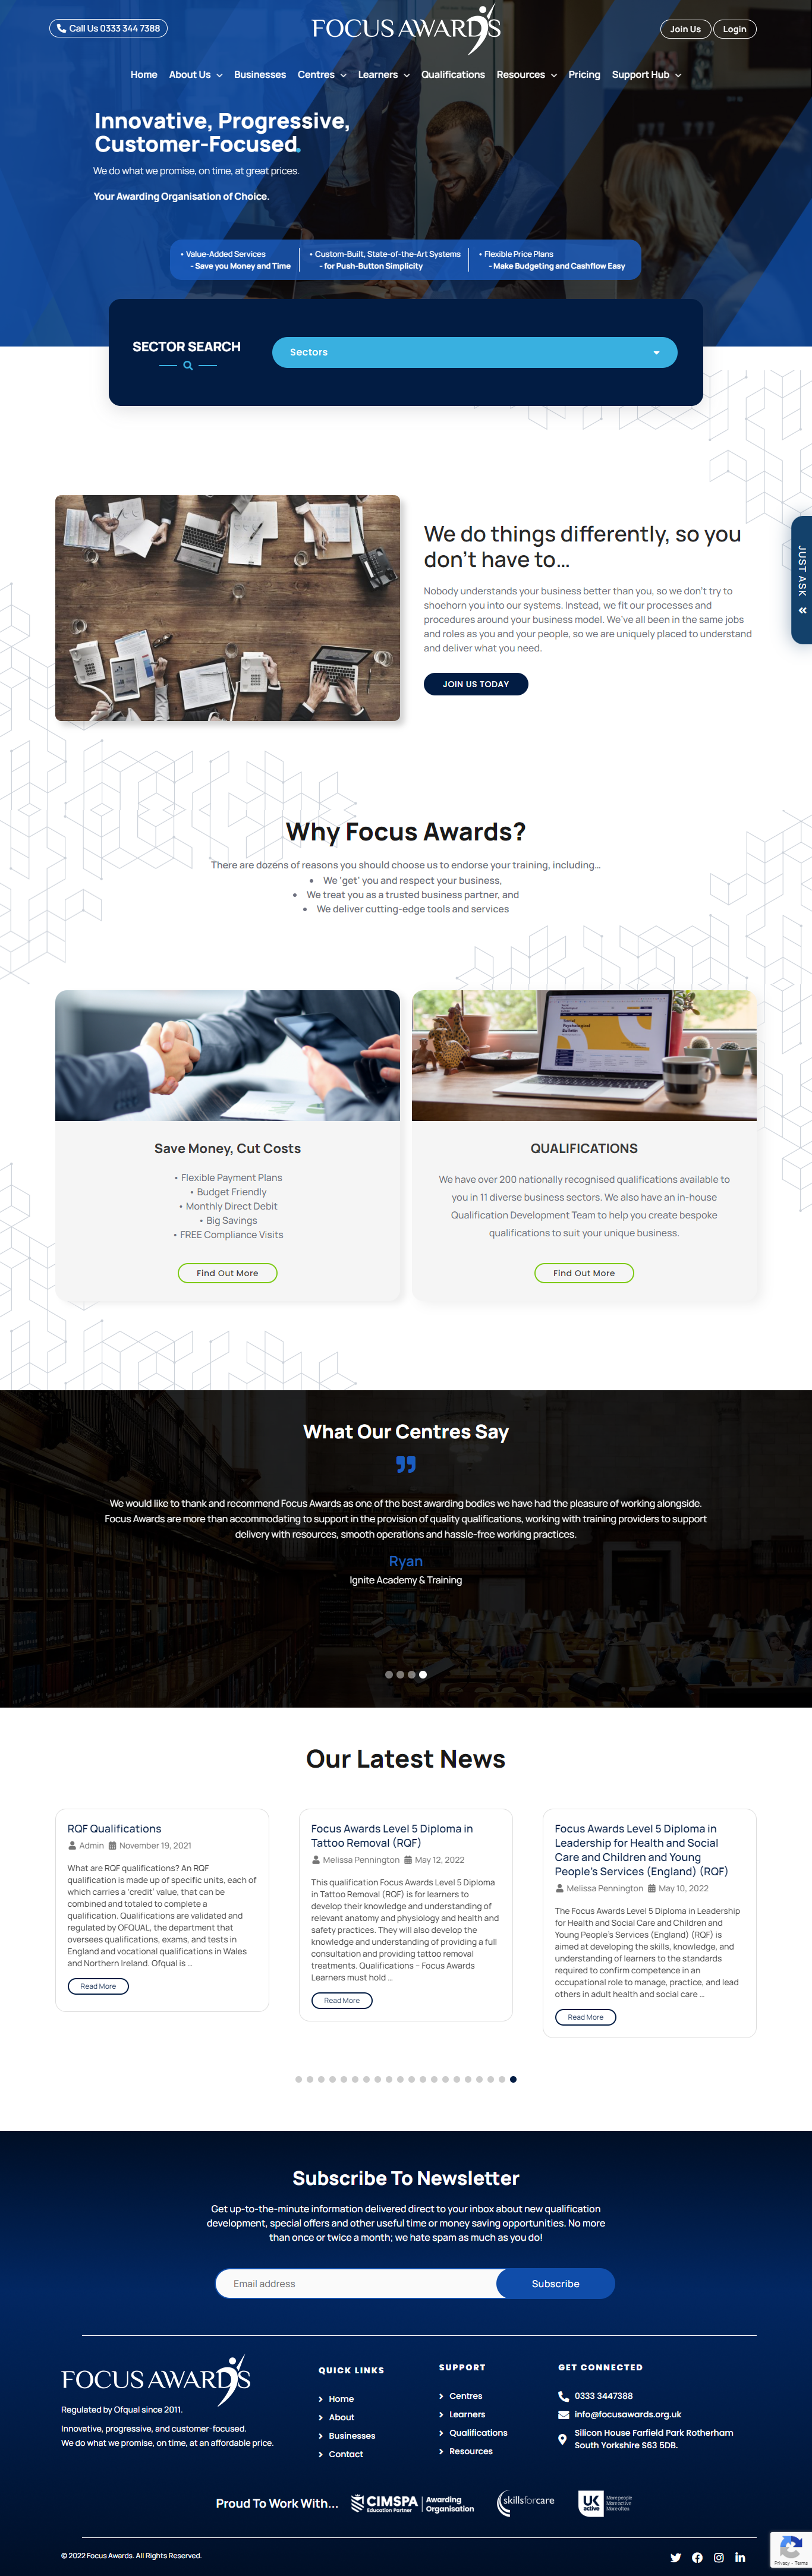 Call Us 0333 344 7388
FOCUS AWARDS
Join Us
Login
Home
About Us
Businesses
Centres
Learners
Qualifications
Resources
Pricing
Support Hub
Innovative, Progressive,
Customer-Focused.
We do what we promise, on time, at great prices.
Your Awarding Organisation of Choice.
• Value-Added Services
- Save you Money and Time
• Custom-Built, State-of-the-Art Systems
- for Push-Button Simplicity
• Flexible Price Plans
- Make Budgeting and Cashflow Easy
SECTOR SEARCH
Sectors
JUST ASK
We do things differently, so you
don't have to...
Nobody understands your business better than you, so we don't try to
shoehorn you into our systems. Instead, we fit our processes and
procedures around your business model. We've all been in the same jobs
and roles as you and your people, so we are uniquely placed to understand
and deliver what you need.
JOIN US TODAY
Why Focus Awards?
There are dozens of reasons you should choose us to endorse your training, including...
• We 'get' you and respect your business,
• We treat you as a trusted business partner, and
• We deliver cutting-edge tools and services
Save Money, Cut Costs
• Flexible Payment Plans
• Budget Friendly
• Monthly Direct Debit
• Big Savings
• FREE Compliance Visits
Find Out More
QUALIFICATIONS
We have over 200 nationally recognised qualifications available to
you in 11 diverse business sectors. We also have an in-house
Qualification Development Team to help you create bespoke
qualifications to suit your unique business.
Find Out More
What Our Centres Say
We would like to thank and recommend Focus Awards as one of the best awarding bodies we have had the pleasure of working alongside.
Focus Awards are more than accommodating to support in the provision of quality qualifications, working with training providers to support
delivery with resources, smooth operations and hassle-free working practices.
Ryan
Ignite Academy & Training
Our Latest News
RQF Qualifications
Admin November 19, 2021
What are RQF qualifications? An RQF
qualification is made up of specific units, each of
which carries a 'credit' value, that can be
combined and totaled to complete a
qualification. Qualifications are validated and
regulated by OFQUAL, the department that
oversees qualifications, exams, and tests in
England and vocational qualifications in Wales
and Northern Ireland. Ofqual is ...
Read More
Focus Awards Level 5 Diploma in
Tattoo Removal (RQF)
Melissa Pennington May 12, 2022
This qualification Focus Awards Level 5 Diploma
in Tattoo Removal (RQF) is for learners to
develop their knowledge and understanding of
relevant anatomy and physiology and health and
safety practices. They will also develop the
knowledge and understanding of providing a full
consultation and providing tattoo removal
treatments. Qualifications – Focus Awards
Learners must hold ...
Read More
Focus Awards Level 5 Diploma in
Leadership for Health and Social
Care and Children and Young
People's Services (England) (RQF)
Melissa Pennington May 10, 2022
The Focus Awards Level 5 Diploma in Leadership
for Health and Social Care and Children and
Young People's Services (England) (RQF) is
aimed at developing the skills, knowledge, and
understanding of learners to the standards
required to confirm competence in an
occupational role to manage, practice, and lead
others in adult health and social care ...
Read More
Subscribe To Newsletter
Get up-to-the-minute information delivered direct to your inbox about new qualification
development, special offers and other useful time or money saving opportunities. No more
than once or twice a month; we hate spam as much as you do!
Email address
Subscribe
FOCUS AWARDS
Regulated by Ofqual since 2011.
Innovative, progressive, and customer-focused.
We do what we promise, on time, at an affordable price.
QUICK LINKS
Home
About
Businesses
Contact
SUPPORT
Centres
Learners
Qualifications
Resources
GET CONNECTED
0333 3447388
info@focusawards.org.uk
Silicon House Farfield Park Rotherham
South Yorkshire S63 5DB.
Proud To Work With...
CIMSPA
Education Partner
Awarding
Organisation
skillsforcare
UK
active
More people
More active
More often
© 2022 Focus Awards. All Rights Reserved.
Privacy - Terms